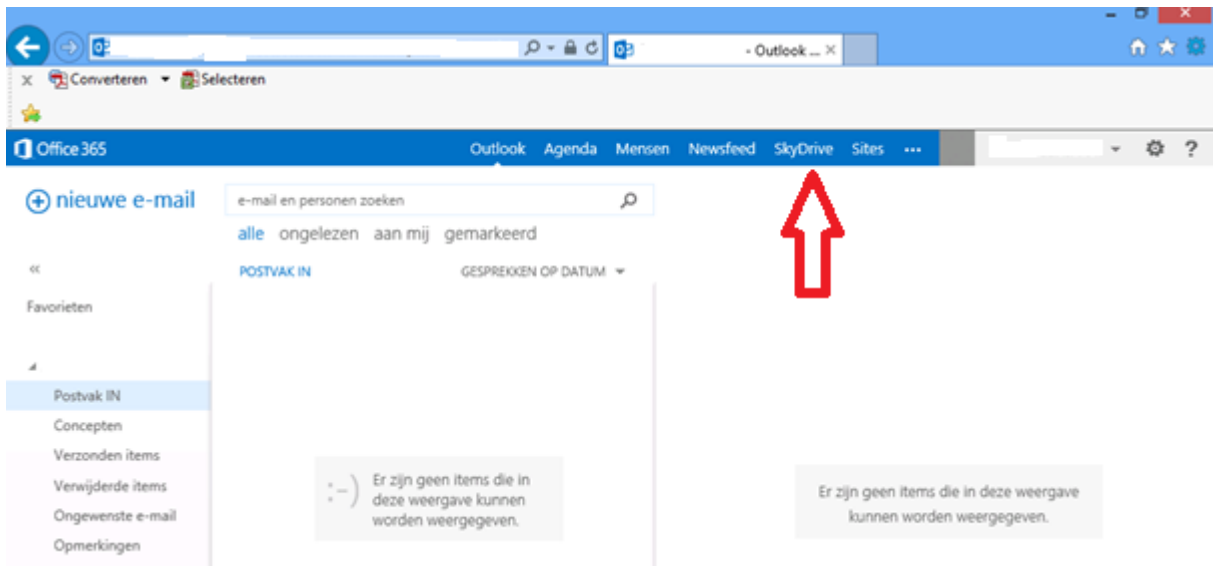 - Outlook ... ×
x Converteren Selecteren
Office 365 Outlook Agenda Mensen Newsfeed SkyDrive Sites ··· ?
nieuwe e-mail
e-mail en personen zoeken
alle ongelezen aan mij gemarkeerd
«
POSTVAK IN GESPREKKEN OP DATUM
Favorieten
Postvak IN
Concepten
Verzonden items
Verwijderde items
Ongewenste e-mail
Opmerkingen
:-)
Er zijn geen items die in
deze weergave kunnen
worden weergegeven.
Er zijn geen items die in deze weergave
kunnen worden weergegeven.